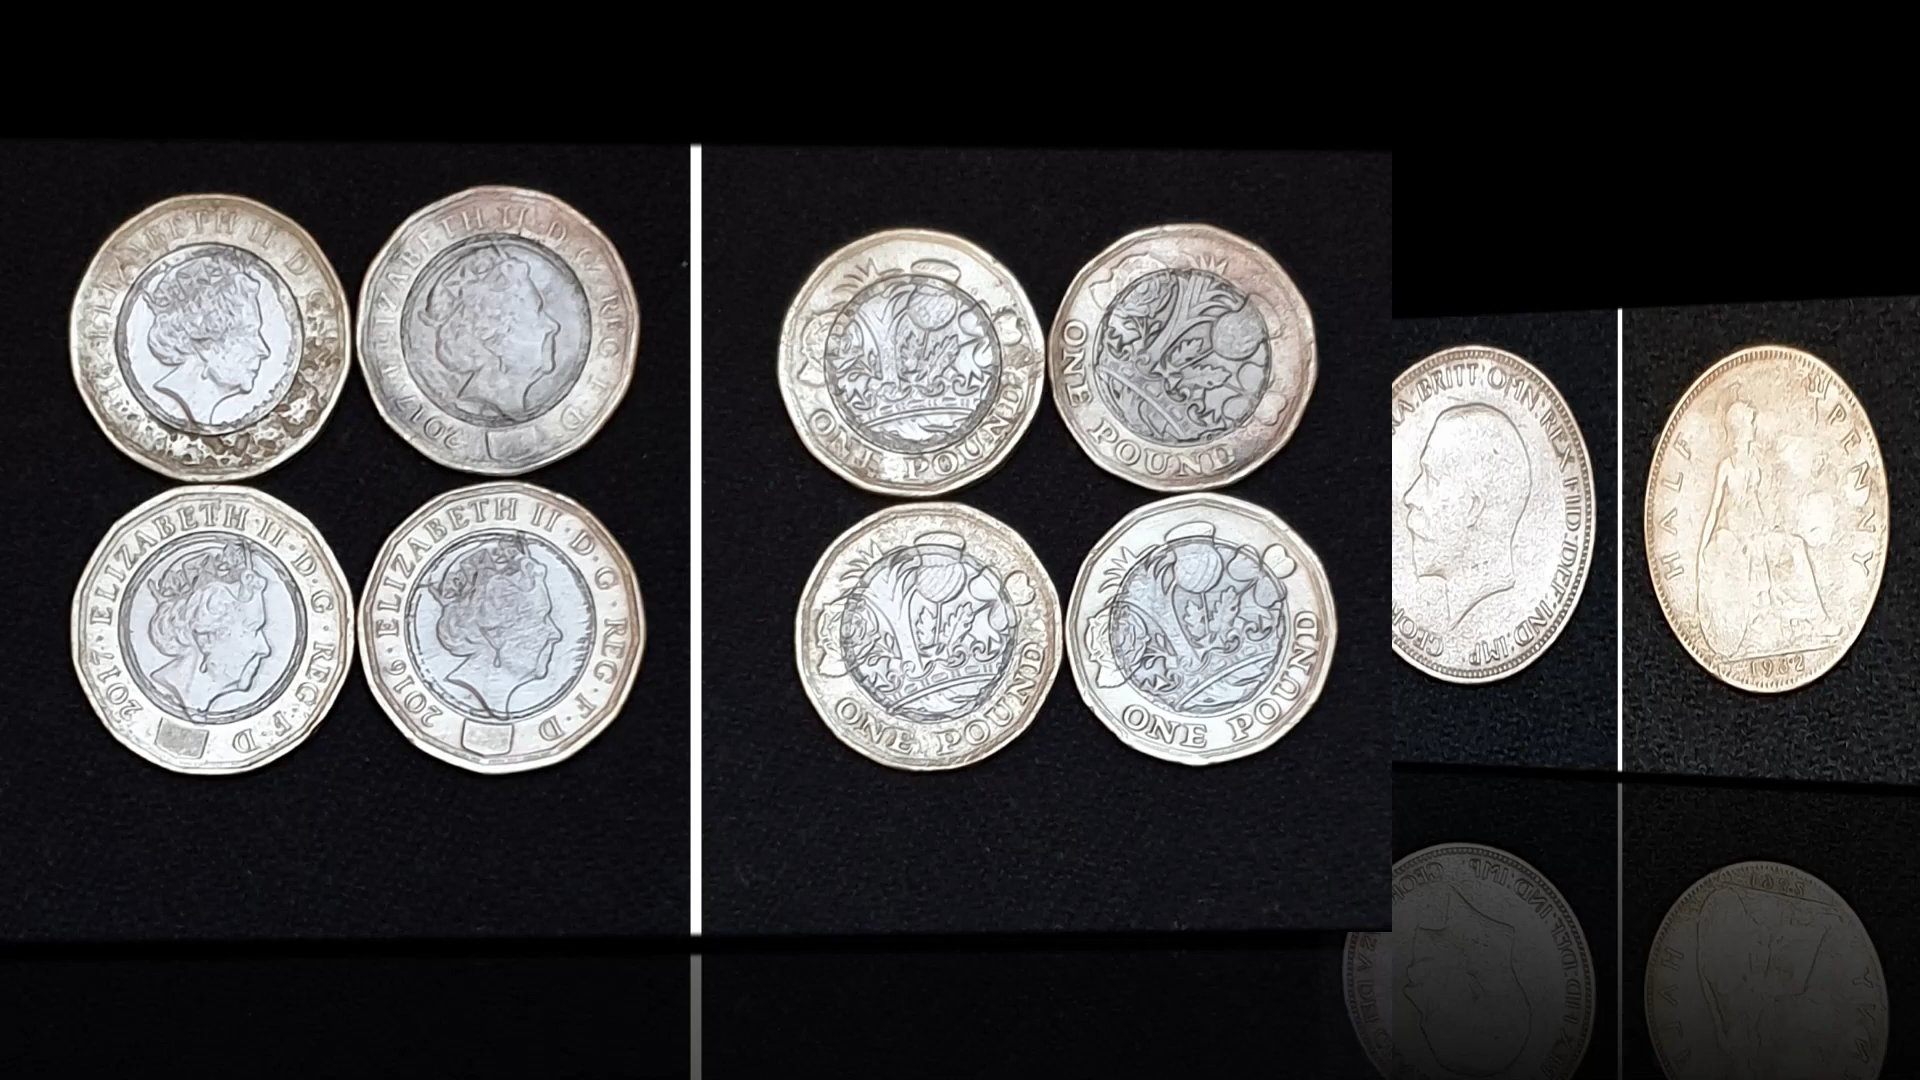 ELIZABETH II D G
ELIZABETH II·D·G·REG·F·D
2017
2017·ELIZABETH II·D·G·REG·F·D
2016·ELIZABETH II·D·G·REG·F·D
ONE POUND
ONE POUND
ONE POUND
ONE POUND
RA·BRITT:OMN:REX FID:DEF:IND:IMP
HALF PENNY